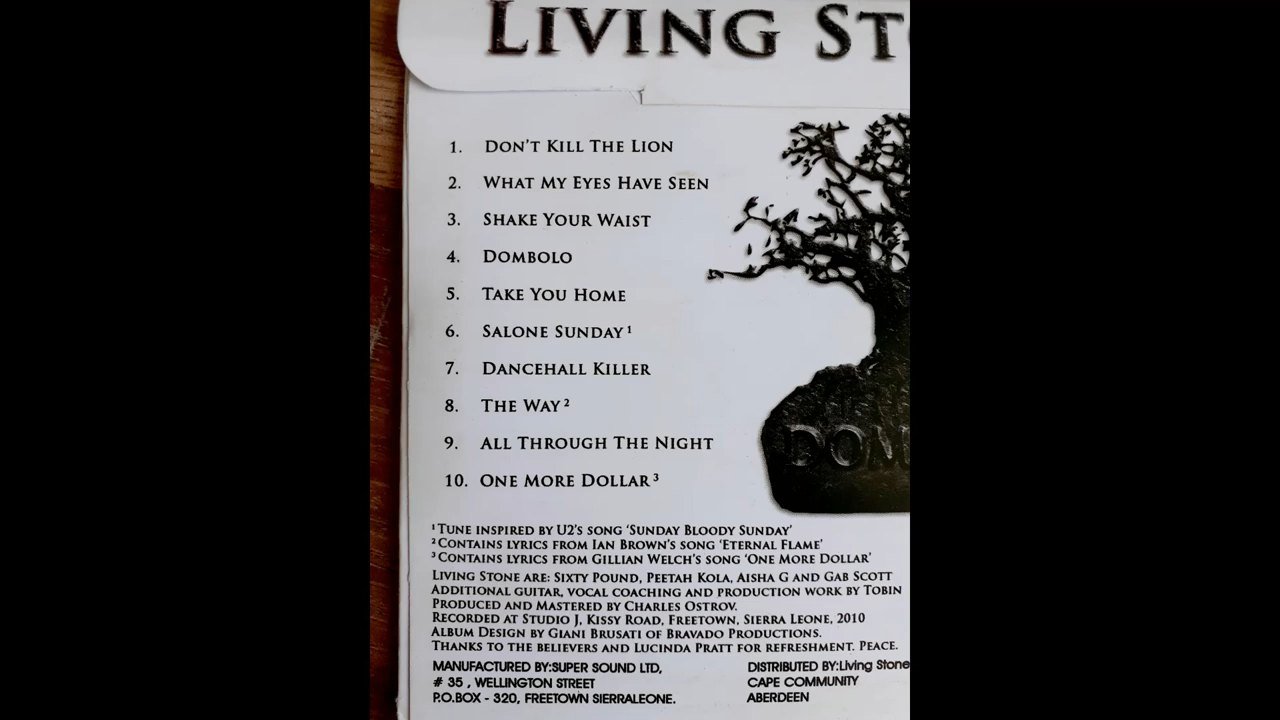 LIVING ST
1. DON'T KILL THE LION
2. WHAT MY EYES HAVE SEEN
3. SHAKE YOUR WAIST
4. DOMBOLO
5. TAKE YOU HOME
6. SALONE SUNDAY¹
7. DANCEHALL KILLER
8. THE WAY²
9. ALL THROUGH THE NIGHT
10. ONE MORE DOLLAR³
DOM
¹TUNE INSPIRED BY U2'S SONG 'SUNDAY BLOODY SUNDAY'
²CONTAINS LYRICS FROM IAN BROWN'S SONG 'ETERNAL FLAME'
³CONTAINS LYRICS FROM GILLIAN WELCH'S SONG 'ONE MORE DOLLAR'
LIVING STONE ARE: SIXTY POUND, PEETAH KOLA, AISHA G AND GAB SCOTT
ADDITIONAL GUITAR, VOCAL COACHING AND PRODUCTION WORK BY TOBIN
PRODUCED AND MASTERED BY CHARLES OSTROV.
RECORDED AT STUDIO J, KISSY ROAD, FREETOWN, SIERRA LEONE, 2010
ALBUM DESIGN BY GIANI BRUSATI OF BRAVADO PRODUCTIONS.
THANKS TO THE BELIEVERS AND LUCINDA PRATT FOR REFRESHMENT. PEACE.
MANUFACTURED BY:SUPER SOUND LTD,
# 35 , WELLINGTON STREET
P.O.BOX - 320, FREETOWN SIERRALEONE.
DISTRIBUTED BY:Living Stone
CAPE COMMUNITY
ABERDEEN